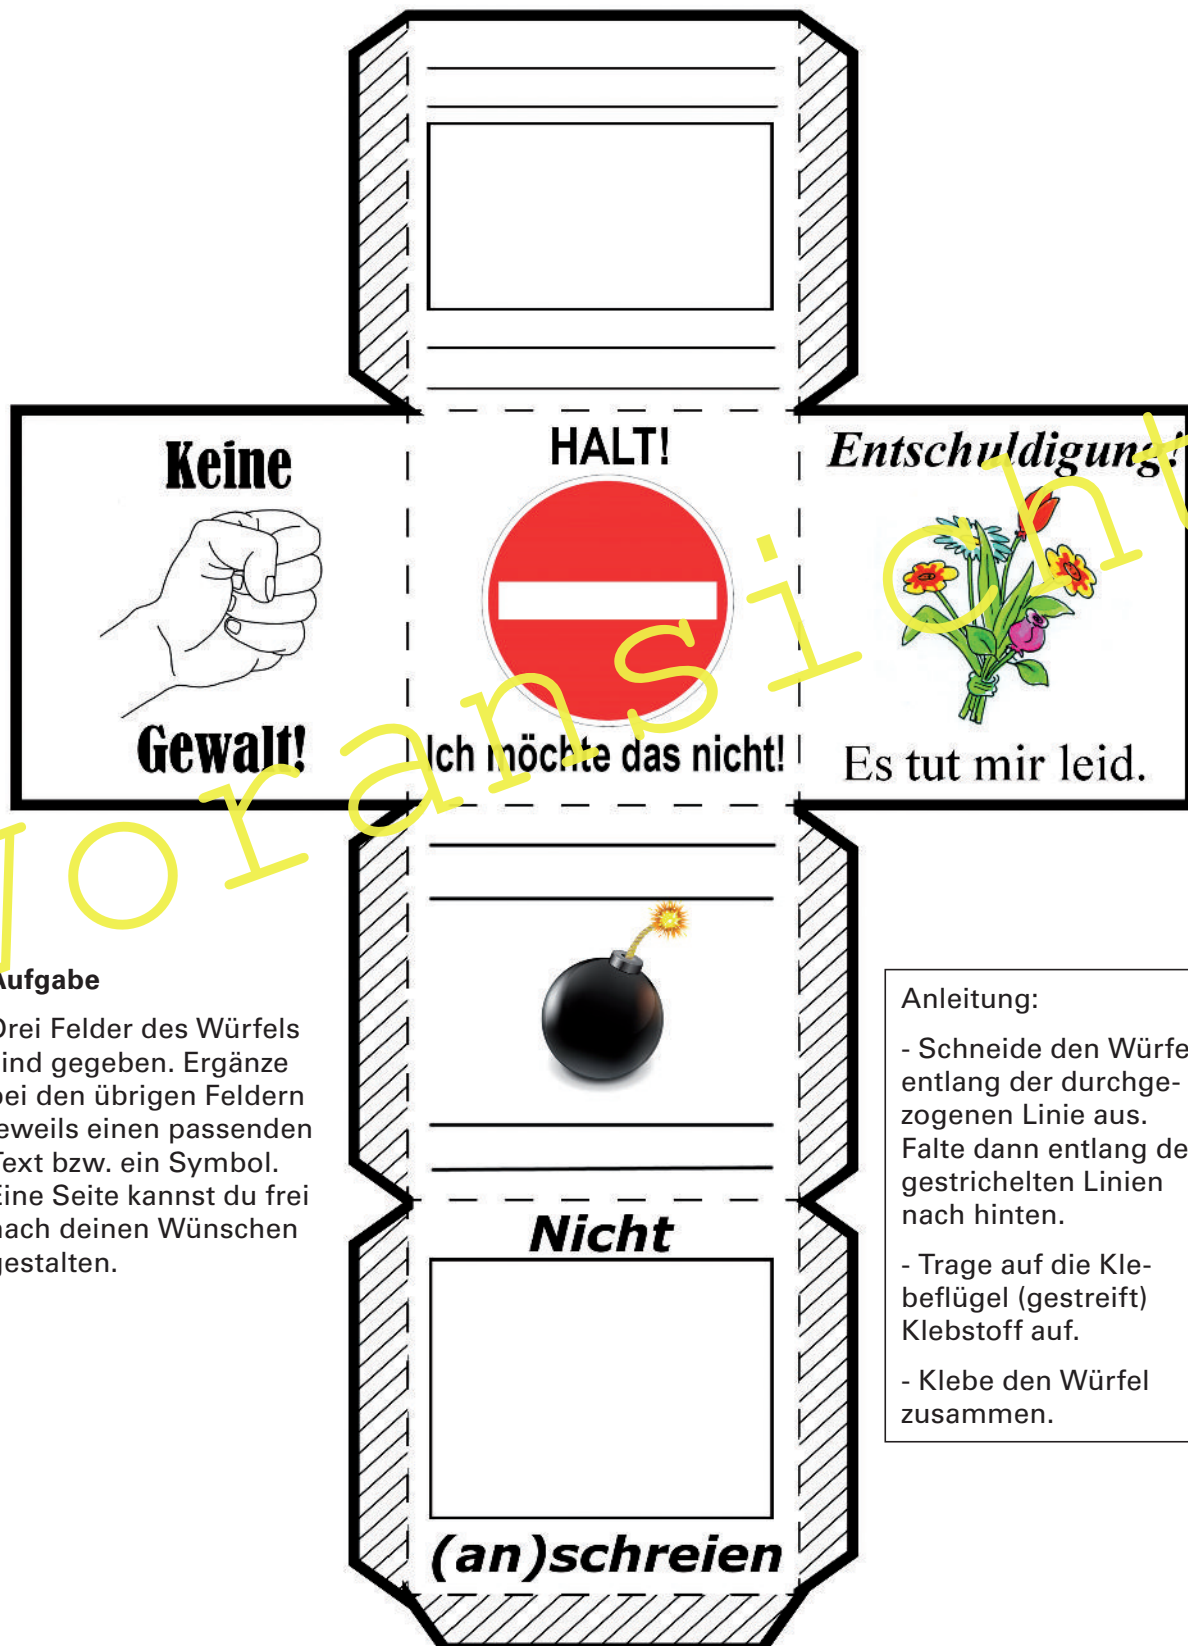 HALT!
Keine
Gewalt!
Ich möchte das nicht!
Entschuldigung!
Es tut mir leid.
Voransicht
Aufgabe
Drei Felder des Würfels
sind gegeben. Ergänze
bei den übrigen Feldern
jeweils einen passenden
Text bzw. ein Symbol.
Eine Seite kannst du frei
nach deinen Wünschen
gestalten.
Anleitung:
- Schneide den Würfe
entlang der durchge-
zogenen Linie aus.
Falte dann entlang de
gestrichelten Linien
nach hinten.
- Trage auf die Kle-
beflügel (gestreift)
Klebstoff auf.
- Klebe den Würfel
zusammen.
Nicht
(an)schreien